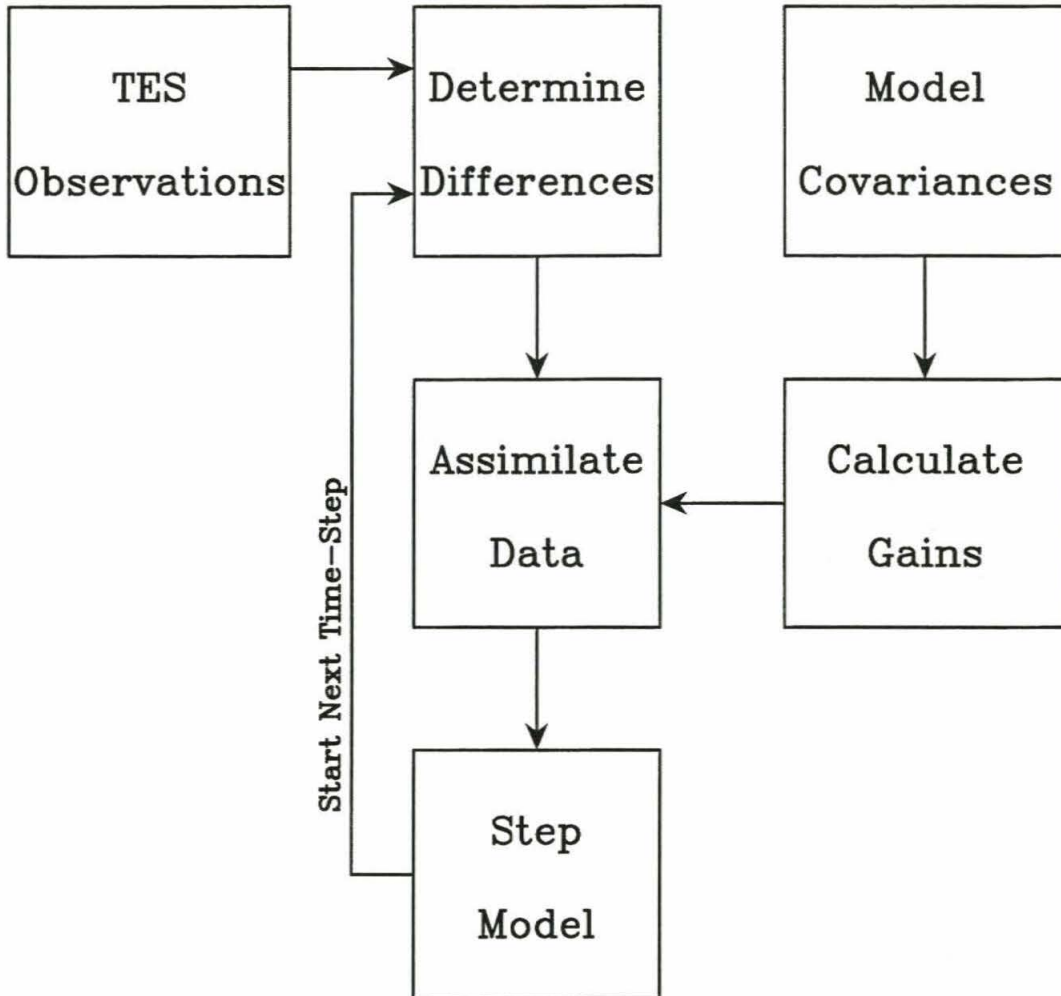 TES
Observations
Determine
Differences
Model
Covariances
Assimilate
Data
Calculate
Gains
Start Next Time-Step
Step
Model